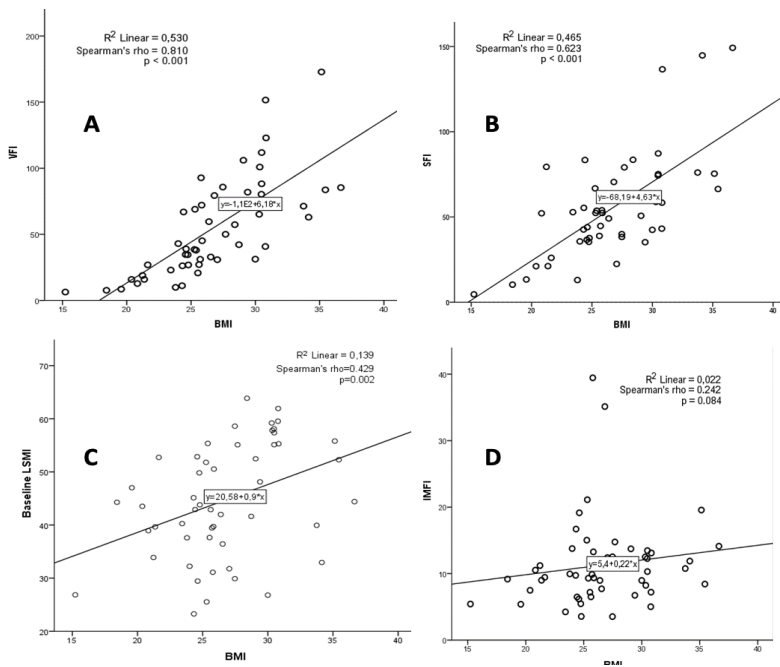 R2 Linear = 0,530
Spearman's rho = 0.810
p < 0.001
A
VFI
200
150
100
50
0
y=-1,1E2+6,18*x
15 20 25 30 35 40
BMI
R2 Linear = 0,465
Spearman's rho = 0.623
p < 0.001
B
SFI
150
100
50
0
y=-68,19+4,63*x
15 20 25 30 35 40
BMI
R2 Linear = 0,139
Spearman's rho=0.429
p=0.002
C
Baseline LSMI
70
60
50
40
30
20
y=20,58+0,9*x
15 20 25 30 35 40
BMI
R2 Linear = 0,022
Spearman's rho = 0.242
p = 0.084
D
IMFI
40
30
20
10
0
y=5,4+0,22*x
15 20 25 30 35 40
BMI